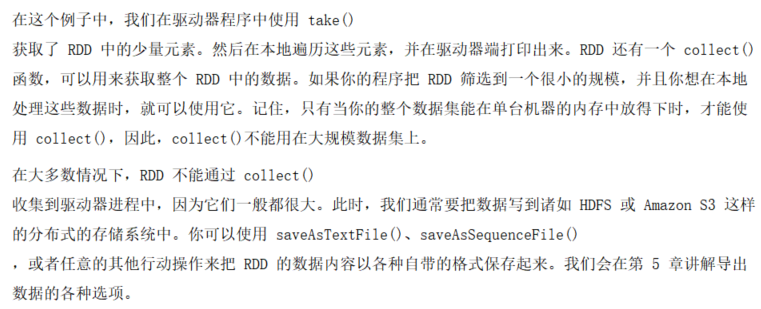 在这个例子中，我们在驱动器程序中使用 take()
获取了 RDD 中的少量元素。然后在本地遍历这些元素，并在驱动器端打印出来。RDD 还有一个 collect()
函数，可以用来获取整个 RDD 中的数据。如果你的程序把 RDD 筛选到一个很小的规模，并且你想在本地
处理这些数据时，就可以使用它。记住，只有当你的整个数据集能在单台机器的内存中放得下时，才能使
用 collect()，因此，collect()不能用在大规模数据集上。
在大多数情况下，RDD 不能通过 collect()
收集到驱动器进程中，因为它们一般都很大。此时，我们通常要把数据写到诸如 HDFS 或 Amazon S3 这样
的分布式的存储系统中。你可以使用 saveAsTextFile()、saveAsSequenceFile()
，或者任意的其他行动操作来把 RDD 的数据内容以各种自带的格式保存起来。我们会在第 5 章讲解导出
数据的各种选项。